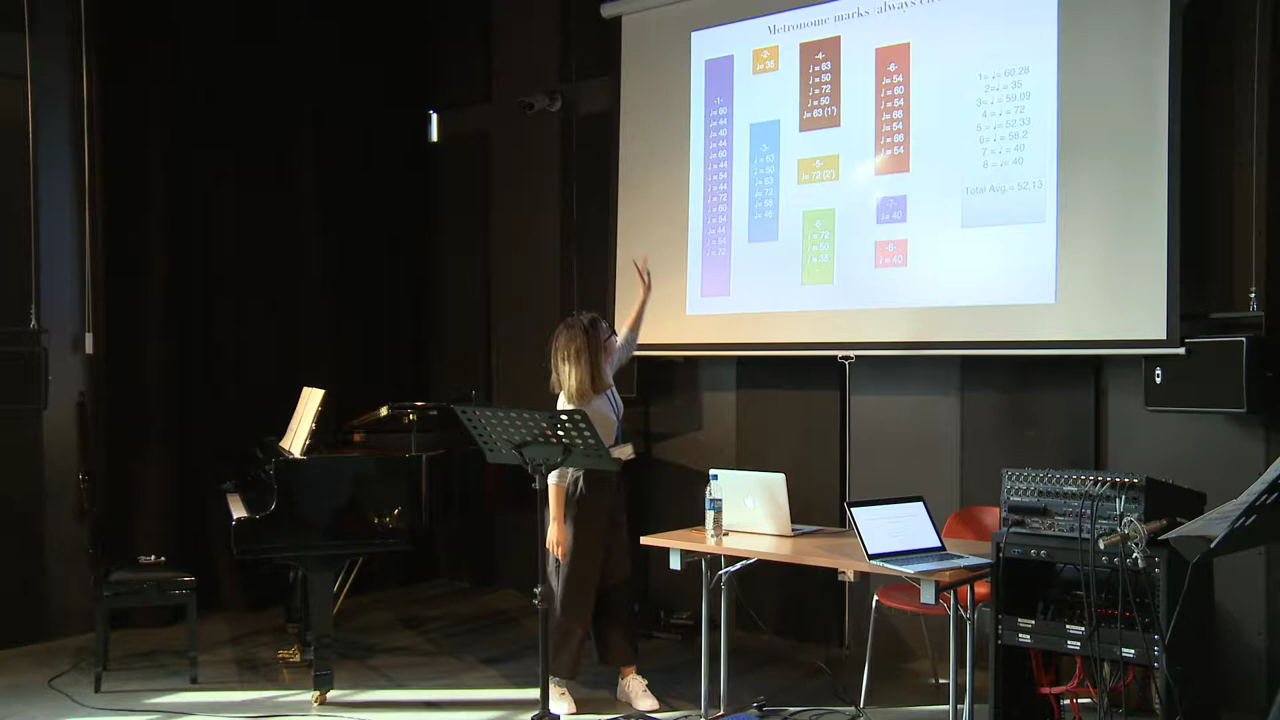 Metronome marks always
-1-
♩= 60
♩= 44
♩= 40
♩= 44
♩= 60
♩= 44
♩= 54
♩= 44
♩= 72
♩= 60
♩= 54
♩= 44
♩= 54
♩= 72
-2-
♩= 35
-3-
♩ = 63
♩ = 50
♩ = 63
♩ = 72
♩ = 58
♩ = 46
-4-
♩ = 63
♩ = 50
♩ = 72
♩ = 50
♩= 63 (1')
-5-
♩= 72 (2')
-6-
♩ = 72
♩ = 50
♩ = 35
-6-
♩ = 54
♩ = 60
♩ = 54
♩ = 66
♩ = 54
♩ = 66
♩ = 54
-7-
♩ = 40
-8-
♩ = 40
1= ♩= 60.28
2=♩ = 35
3= ♩ = 59.09
4 = ♩ = 72
5 = ♩ = 52.33
6= ♩ = 58.2
7 = ♩ = 40
8 = ♩ = 40
Total Avg = 52,13